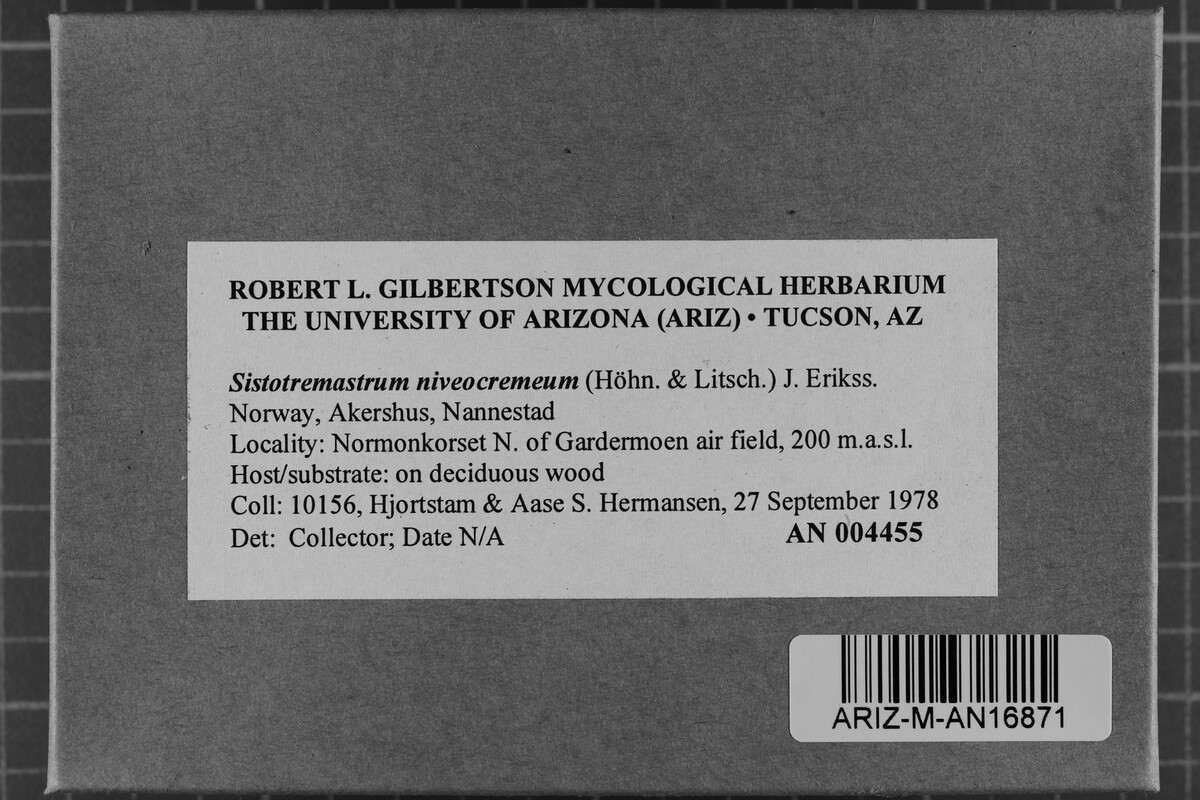 ROBERT L. GILBERTSON MYCOLOGICAL HERBARIUM
THE UNIVERSITY OF ARIZONA (ARIZ) • TUCSON, AZ
Sistotremastrum niveocremeum (Höhn. & Litsch.) J. Erikss.
Norway, Akershus, Nannestad
Locality: Normonkorset N. of Gardermoen air field, 200 m.a.s.l.
Host/substrate: on deciduous wood
Coll: 10156, Hjortstam & Aase S. Hermansen, 27 September 1978
Det: Collector; Date N/A AN 004455
ARIZ-M-AN16871